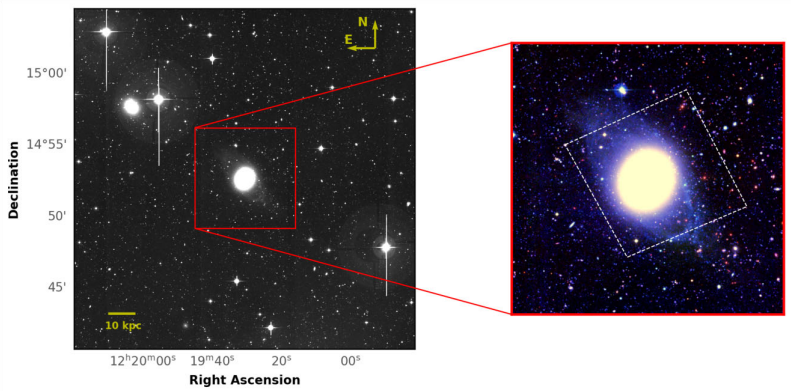 N
E
15°00'
14°55'
50'
45'
Declination
10 kpc
12ʰ20ᵐ00ˢ 19ᵐ40ˢ 20ˢ 00ˢ
Right Ascension